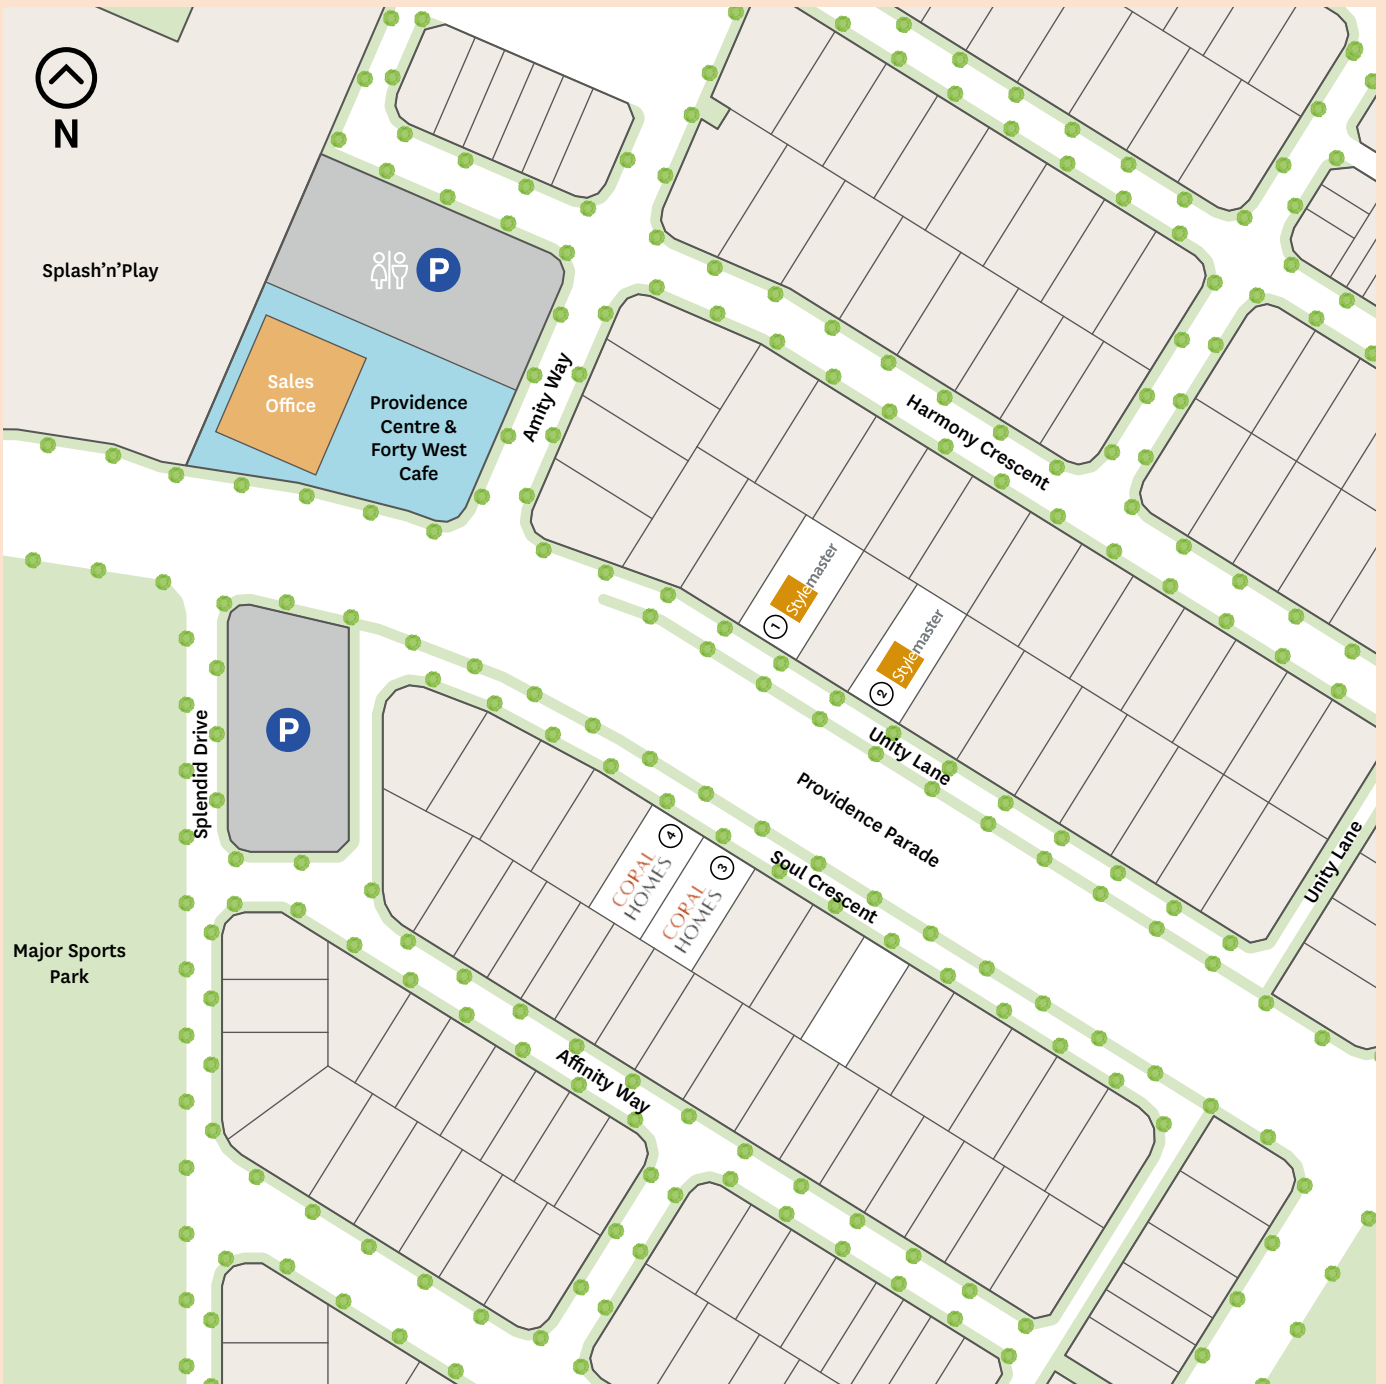 N
Splash’n’Play
P
Sales
Office
Providence
Centre &
Forty West
Cafe
Amity Way
Harmony Crescent
Stylemaster
1
Stylemaster
2
Unity Lane
Providence Parade
Unity Lane
Splendid Drive
P
4
CORAL
HOMES
3
CORAL
HOMES
Soul Crescent
Major Sports
Park
Affinity Way